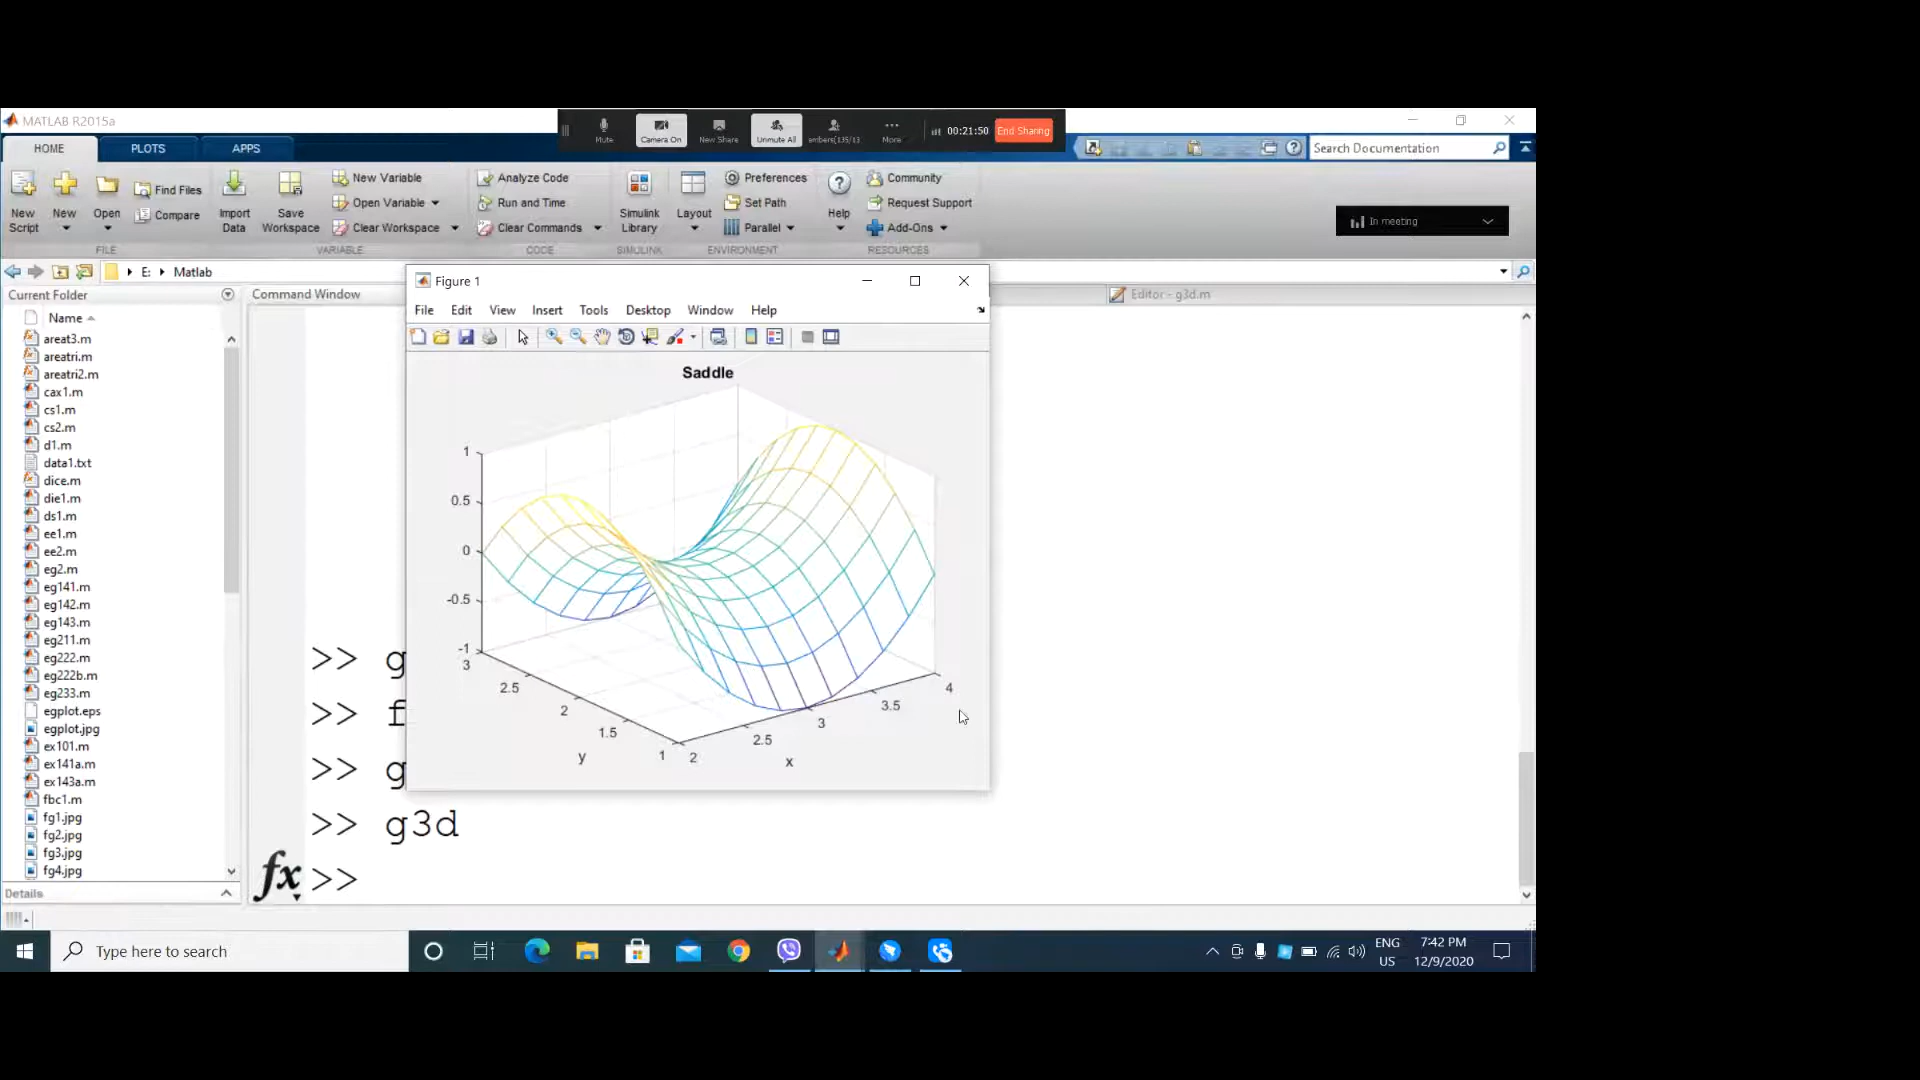 MATLAB R2015a
Mute
Camera On
New Share
Unmute All
embers(135/13
More
00:21:50
End Sharing
HOME
PLOTS
APPS
Search Documentation
New Script
New
Open
Find Files
Compare
Import Data
Save Workspace
New Variable
Open Variable
Clear Workspace
Analyze Code
Run and Time
Clear Commands
Simulink Library
Layout
Preferences
Set Path
Parallel
Help
Community
Request Support
Add-Ons
In meeting
FILE
VARIABLE
CODE
SIMULINK
ENVIRONMENT
RESOURCES
E:
Matlab
Current Folder
Command Window
Editor - g3d.m
Name
areat3.m
areatri.m
areatri2.m
cax1.m
cs1.m
cs2.m
d1.m
data1.txt
dice.m
die1.m
ds1.m
ee1.m
ee2.m
eg2.m
eg141.m
eg142.m
eg143.m
eg211.m
eg222.m
eg222b.m
eg233.m
egplot.eps
egplot.jpg
ex101.m
ex141a.m
ex143a.m
fbc1.m
fg1.jpg
fg2.jpg
fg3.jpg
fg4.jpg
Details
Figure 1
File Edit View Insert Tools Desktop Window Help
Saddle
1
0.5
0
-0.5
-1
3
2.5
2
1.5
1
y
2
2.5
3
3.5
4
x
>> g
>> f
>> g
>> g3d
fx >>
Type here to search
ENG
US
7:42 PM
12/9/2020